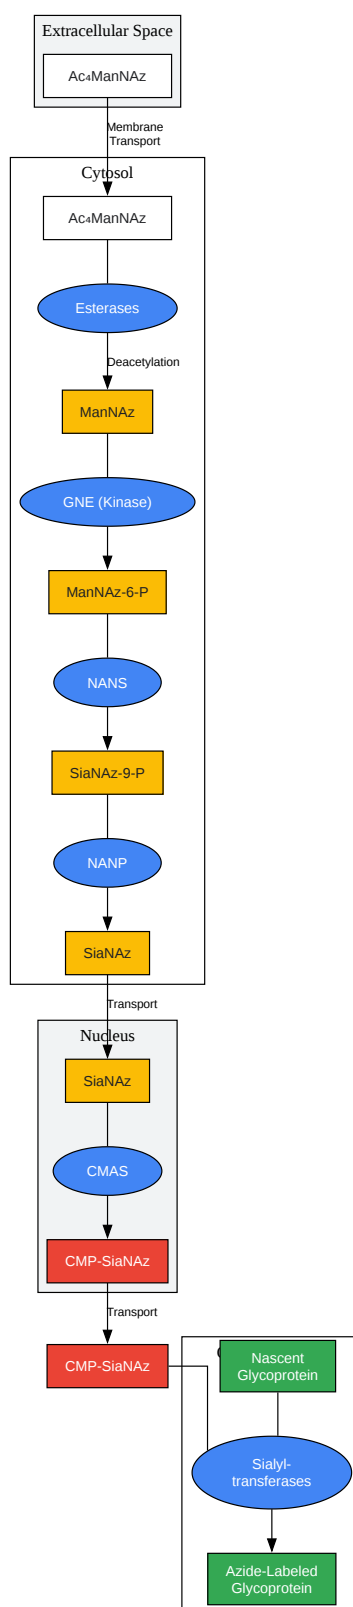 Extracellular Space
Ac₄ManNAz
Membrane
Transport
Cytosol
Ac₄ManNAz
Esterases
Deacetylation
ManNAz
GNE (Kinase)
ManNAz-6-P
NANS
SiaNAz-9-P
NANP
SiaNAz
Transport
Nucleus
SiaNAz
CMAS
CMP-SiaNAz
Transport
CMP-SiaNAz
Nascent
Glycoprotein
Sialyl-
transferases
Azide-Labeled
Glycoprotein